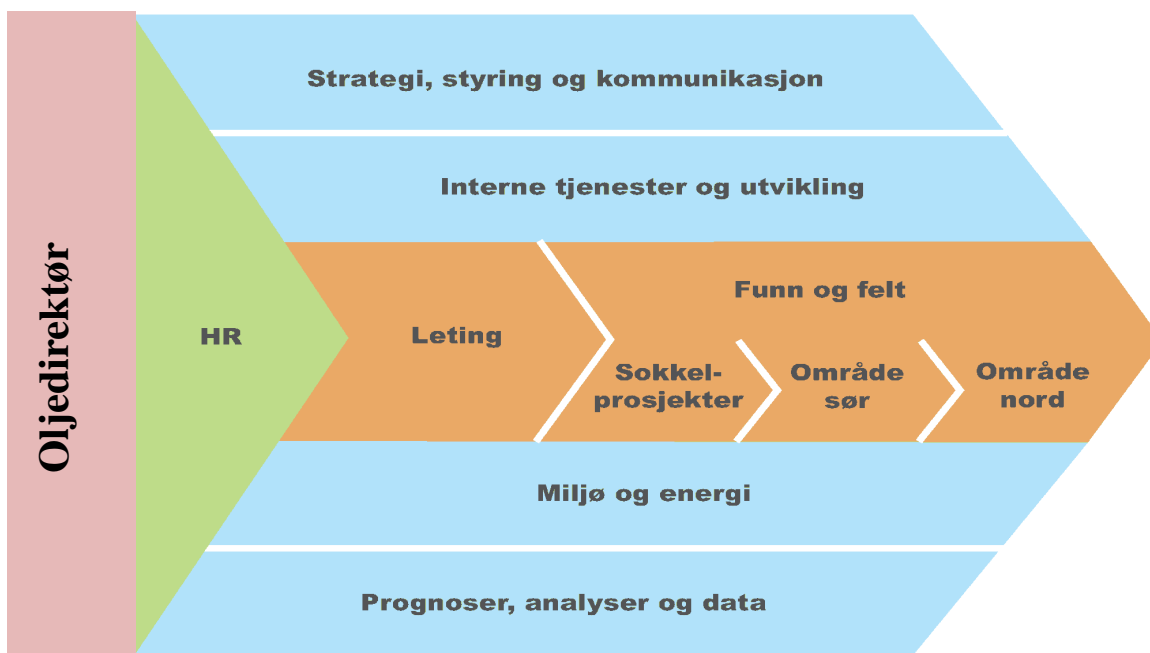 Oljedirektør
Strategi, styring og kommunikasjon
Interne tjenester og utvikling
HR
Leting
Funn og felt
Sokkel-
prosjekter
Område
sør
Område
nord
Miljø og energi
Prognoser, analyser og data